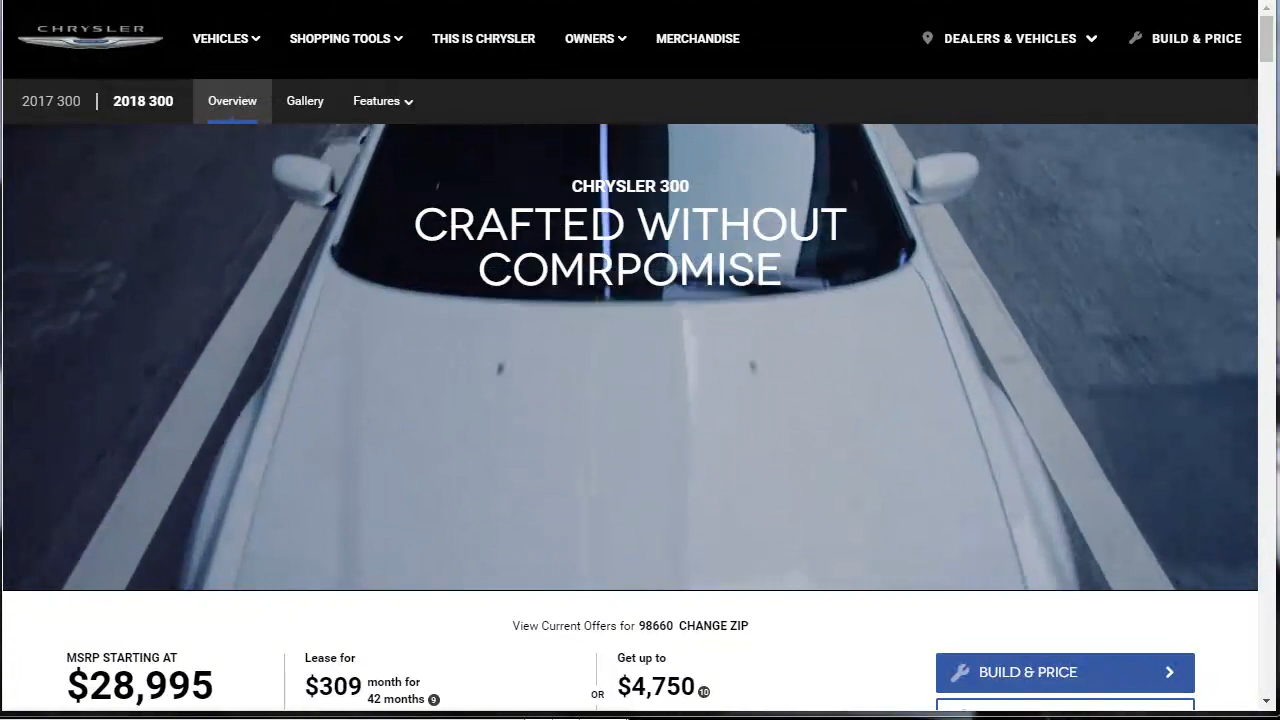 CHRYSLER
VEHICLES
SHOPPING TOOLS
THIS IS CHRYSLER
OWNERS
MERCHANDISE
DEALERS & VEHICLES
BUILD & PRICE
2017 300 | 2018 300
Overview
Gallery
Features
CHRYSLER 300
CRAFTED WITHOUT
COMRPOMISE
View Current Offers for 98660 CHANGE ZIP
MSRP STARTING AT
$28,995
Lease for
$309 month for
42 months 9
OR
Get up to
$4,750 10
BUILD & PRICE